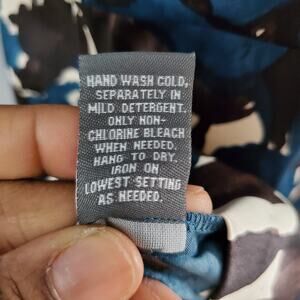 HAND WASH COLD,
SEPARATELY IN
MILD DETERGENT.
ONLY NON-
CHLORINE BLEACH
WHEN NEEDED.
HANG TO DRY.
IRON ON
LOWEST SETTING
AS NEEDED.